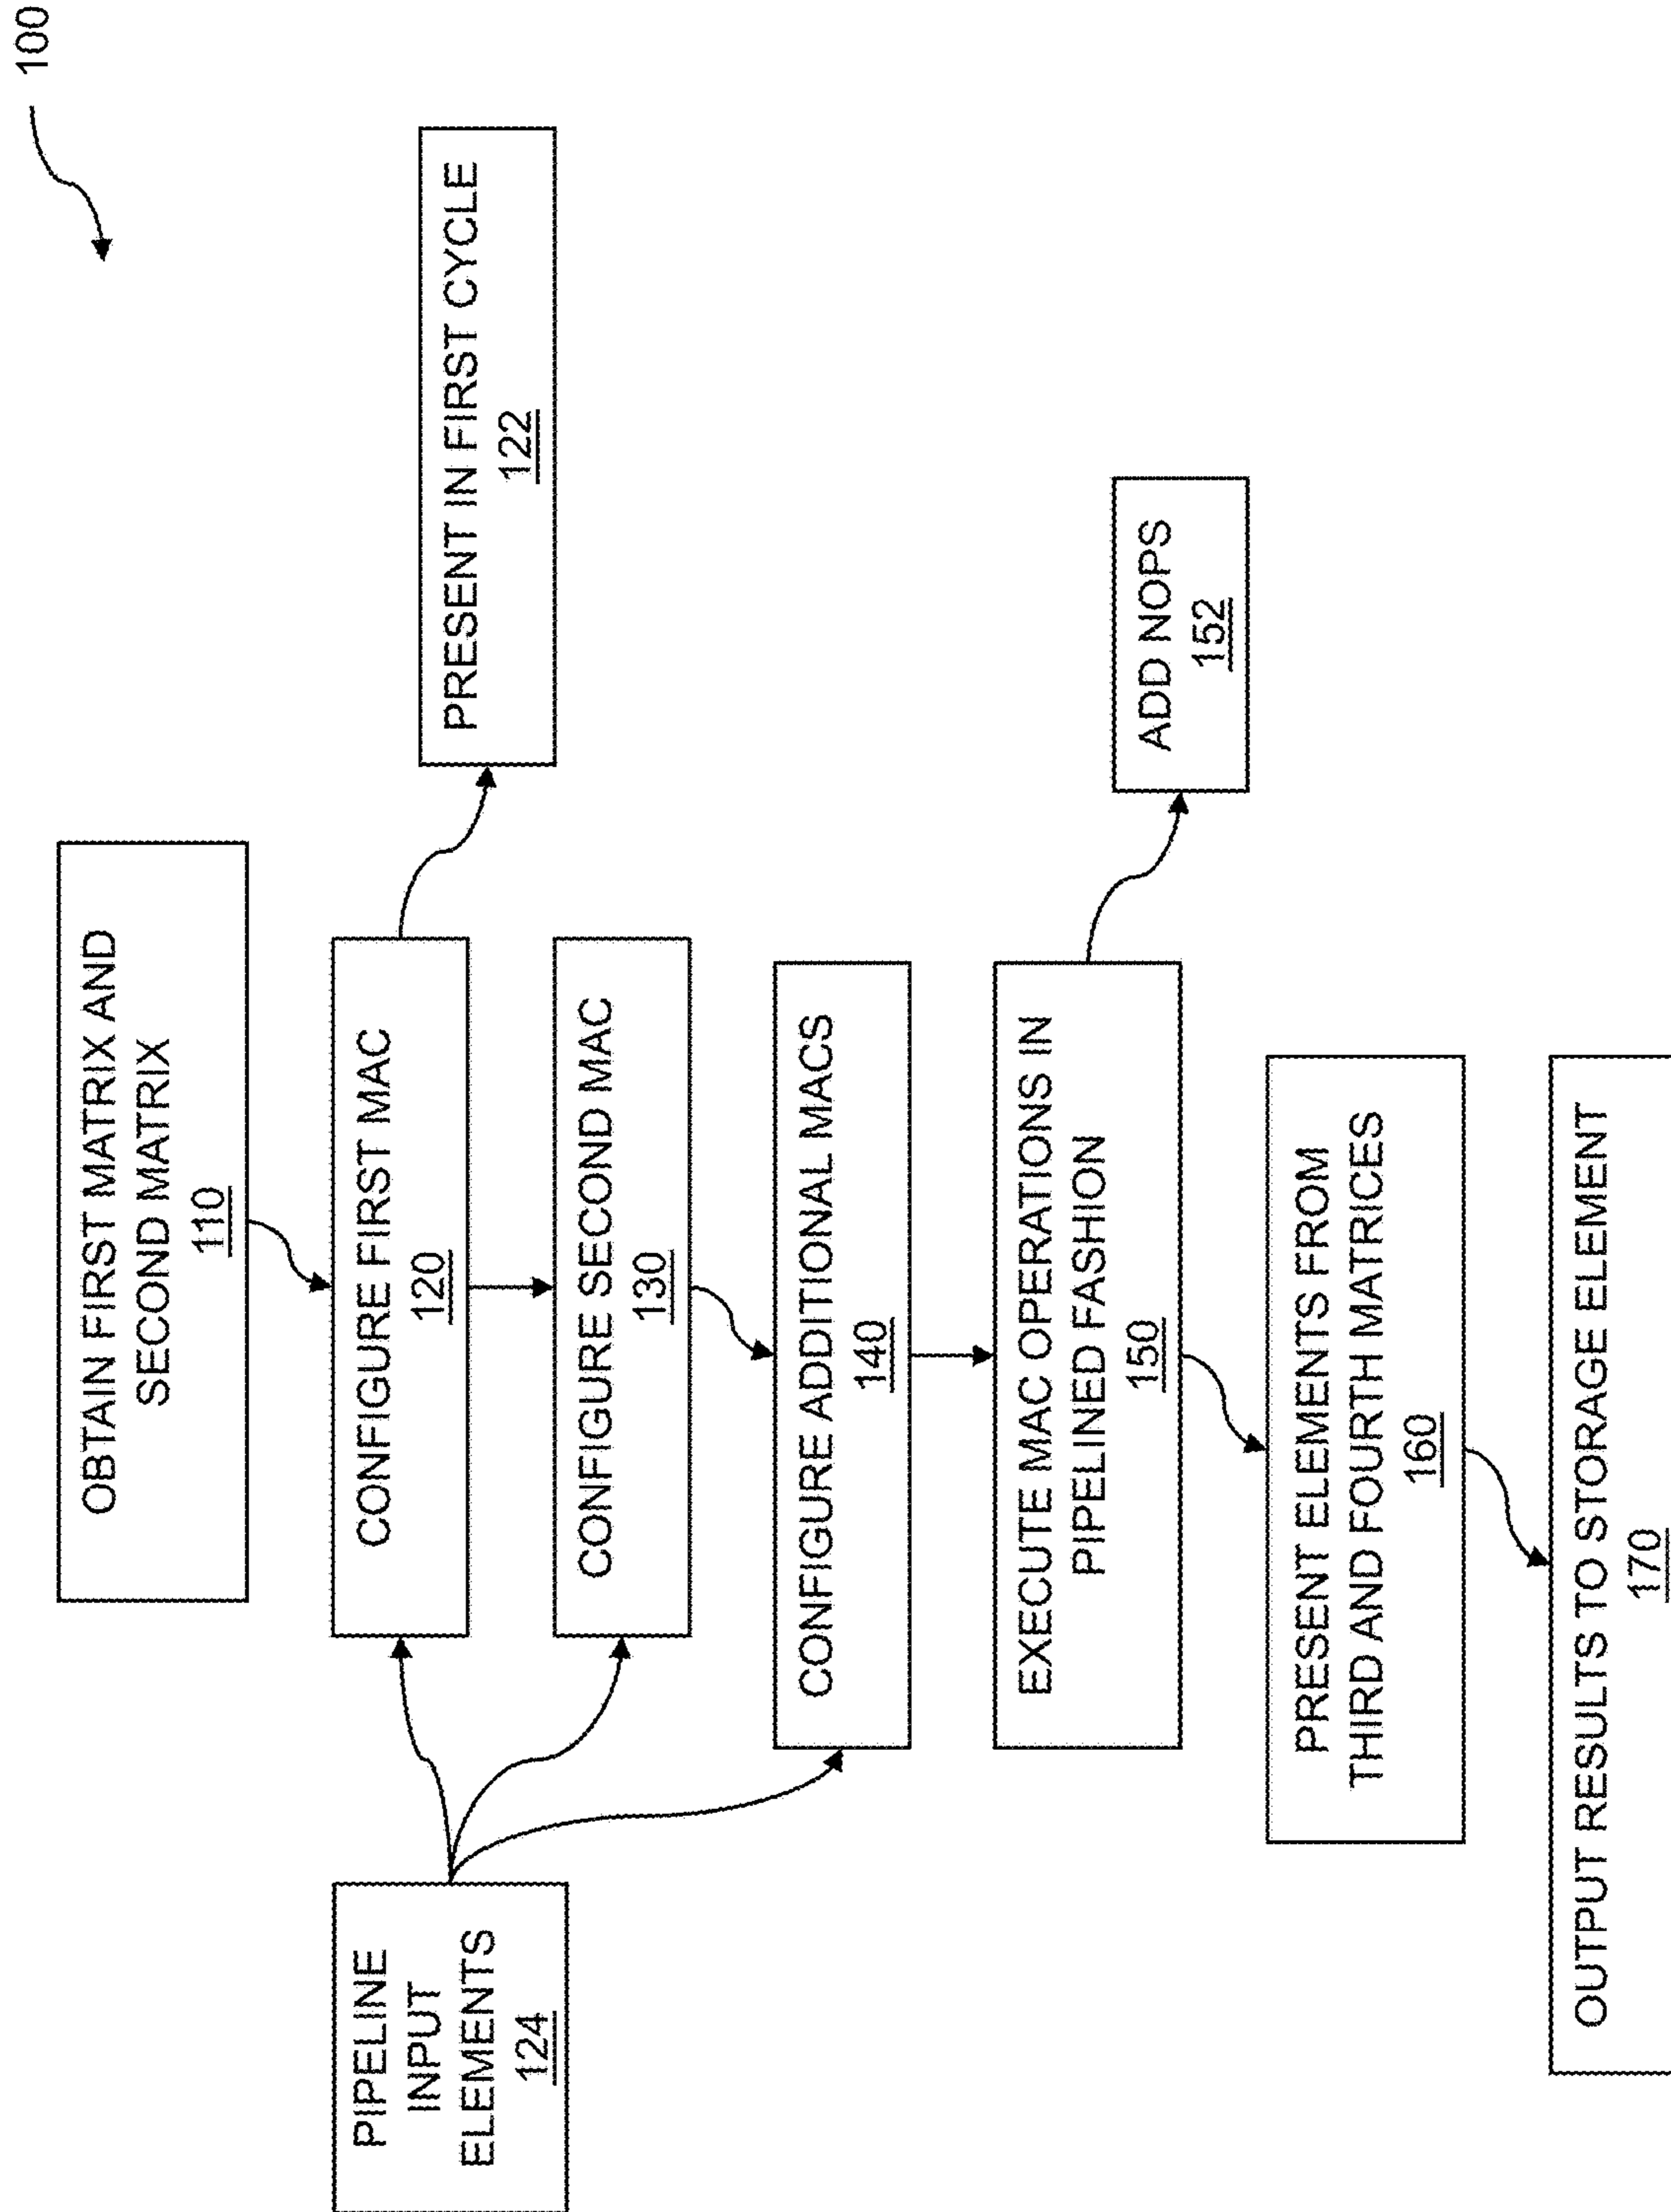 100
OBTAIN FIRST MATRIX AND
SECOND MATRIX
110
CONFIGURE FIRST MAC
120
PRESENT IN FIRST CYCLE
122
PIPELINE
INPUT
ELEMENTS
124
CONFIGURE SECOND MAC
130
CONFIGURE ADDITIONAL MACS
140
EXECUTE MAC OPERATIONS IN
PIPELINED FASHION
150
ADD NOPS
152
PRESENT ELEMENTS FROM
THIRD AND FOURTH MATRICES
160
OUTPUT RESULTS TO STORAGE ELEMENT
170